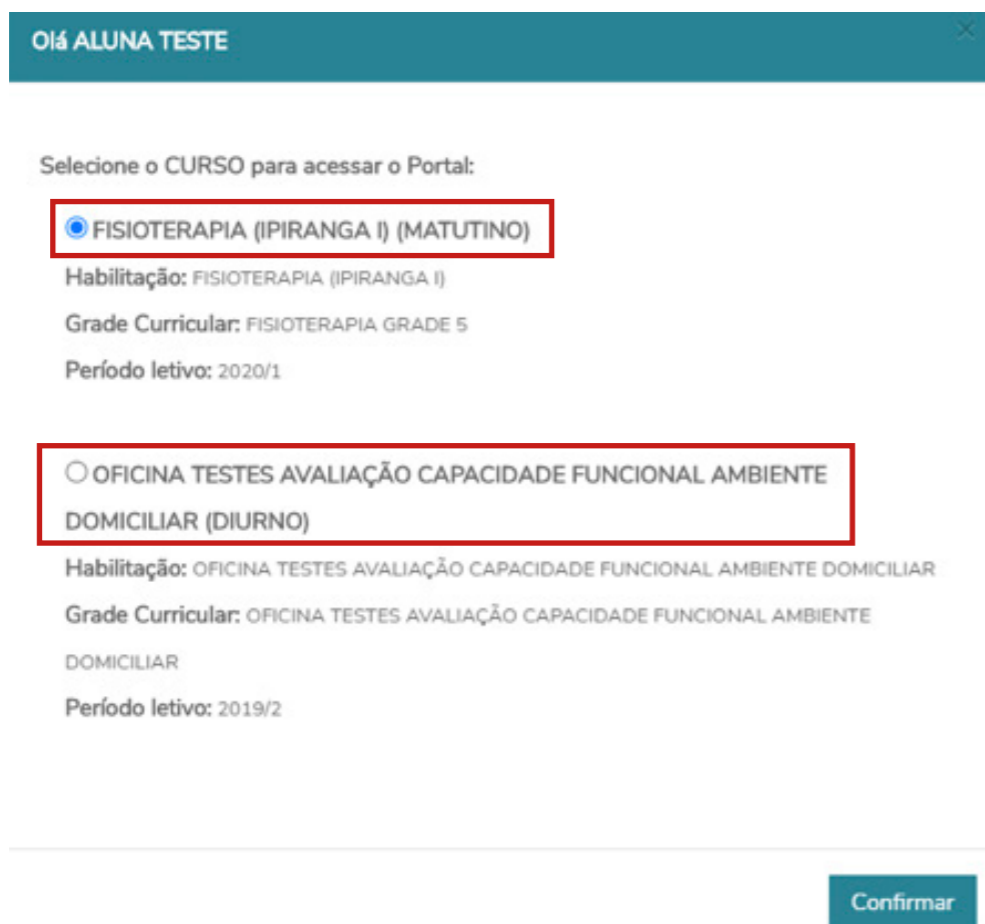 Olá ALUNA TESTE
Selecione o CURSO para acessar o Portal:
FISIOTERAPIA (IPIRANGA I) (MATUTINO)
Habilitação: FISIOTERAPIA (IPIRANGA I)
Grade Curricular: FISIOTERAPIA GRADE 5
Período letivo: 2020/1
OFICINA TESTES AVALIAÇÃO CAPACIDADE FUNCIONAL AMBIENTE
DOMICILIAR (DIURNO)
Habilitação: OFICINA TESTES AVALIAÇÃO CAPACIDADE FUNCIONAL AMBIENTE DOMICILIAR
Grade Curricular: OFICINA TESTES AVALIAÇÃO CAPACIDADE FUNCIONAL AMBIENTE
DOMICILIAR
Período letivo: 2019/2
Confirmar